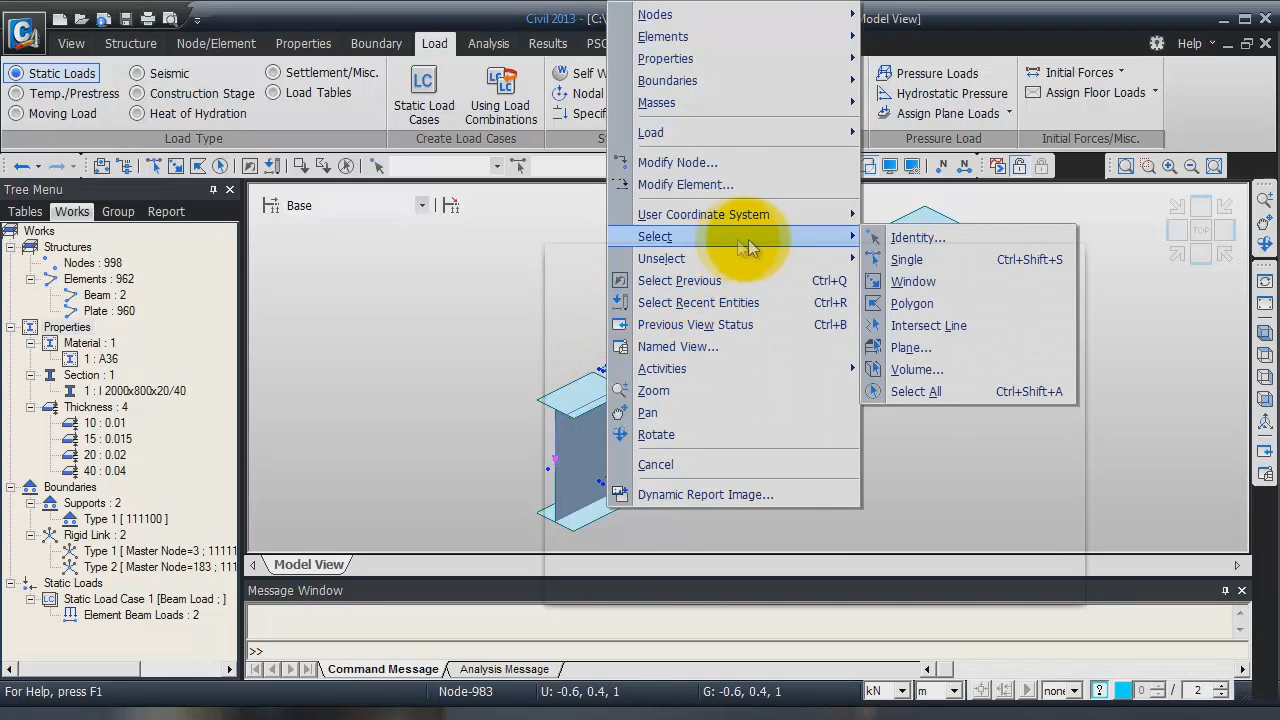 Civil 2013 - [C:\
Model View]
View
Structure
Node/Element
Properties
Boundary
Load
Analysis
Results
PSC
Help
Static Loads
Temp./Prestress
Moving Load
Seismic
Construction Stage
Heat of Hydration
Settlement/Misc.
Load Tables
Load Type
LC
Static Load
Cases
Using Load
Combinations
Create Load Cases
Self W
Nodal
Specif
Pressure Loads
Hydrostatic Pressure
Assign Plane Loads
Pressure Load
Initial Forces
Assign Floor Loads
Initial Forces/Misc.
Tree Menu
Tables
Works
Group
Report
Works
Structures
Nodes : 998
Elements : 962
Beam : 2
Plate : 960
Properties
Material : 1
1 : A36
Section : 1
1 : I 2000x800x20/40
Thickness : 4
10 : 0.01
15 : 0.015
20 : 0.02
40 : 0.04
Boundaries
Supports : 2
Type 1 [ 111100 ]
Rigid Link : 2
Type 1 [ Master Node=3 ; 11111
Type 2 [ Master Node=183 ; 111
Static Loads
Static Load Case 1 [Beam Load ; ]
Element Beam Loads : 2
Base
Nodes
Elements
Properties
Boundaries
Masses
Load
Modify Node...
Modify Element...
User Coordinate System
Select
Unselect
Select Previous Ctrl+Q
Select Recent Entities Ctrl+R
Previous View Status Ctrl+B
Named View...
Activities
Zoom
Pan
Rotate
Cancel
Dynamic Report Image...
Identity...
Single Ctrl+Shift+S
Window
Polygon
Intersect Line
Plane...
Volume...
Select All Ctrl+Shift+A
TOP
Model View
Message Window
>>
Command Message
Analysis Message
For Help, press F1
Node-983
U: -0.6, 0.4, 1
G: -0.6, 0.4, 1
kN
m
none
?
0
/ 2